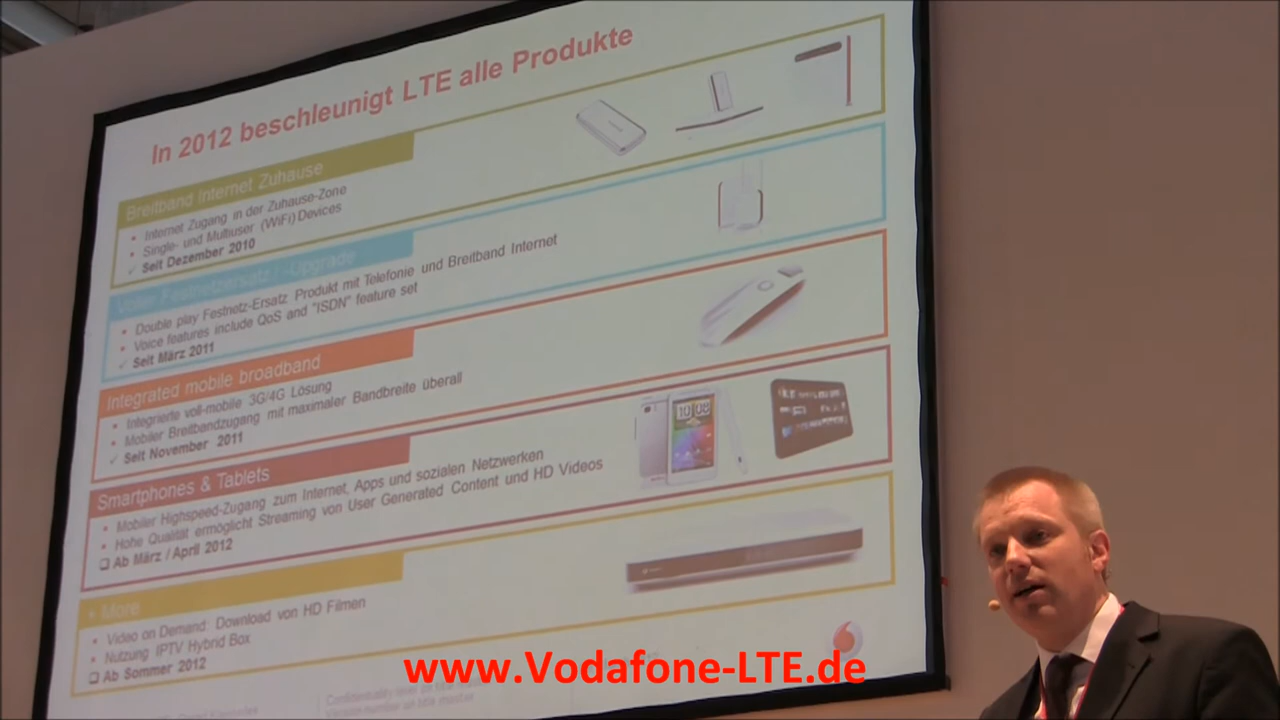 In 2012 beschleunigt LTE alle Produkte
Breitband Internet Zuhause
Internet Zugang in der Zuhause-Zone
Single- und Multiuser (WiFi) Devices
✓ Seit Dezember 2010
Voller Festnetzersatz / -Upgrade
Double play Festnetz-Ersatz Produkt mit Telefonie und Breitband Internet
Voice features include QoS and "ISDN" feature set
✓ Seit März 2011
Integrated mobile broadband
Integrierte voll-mobile 3G/4G Lösung
Mobiler Breitbandzugang mit maximaler Bandbreite überall
✓ Seit November 2011
Smartphones & Tablets
Mobiler Highspeed-Zugang zum Internet, Apps und sozialen Netzwerken
Hohe Qualität ermöglicht Streaming von User Generated Content und HD Videos
❑ Ab März / April 2012
+ More
Video on Demand: Download von HD Filmen
Nutzung IPTV Hybrid Box
❑ Ab Sommer 2012
www.Vodafone-LTE.de